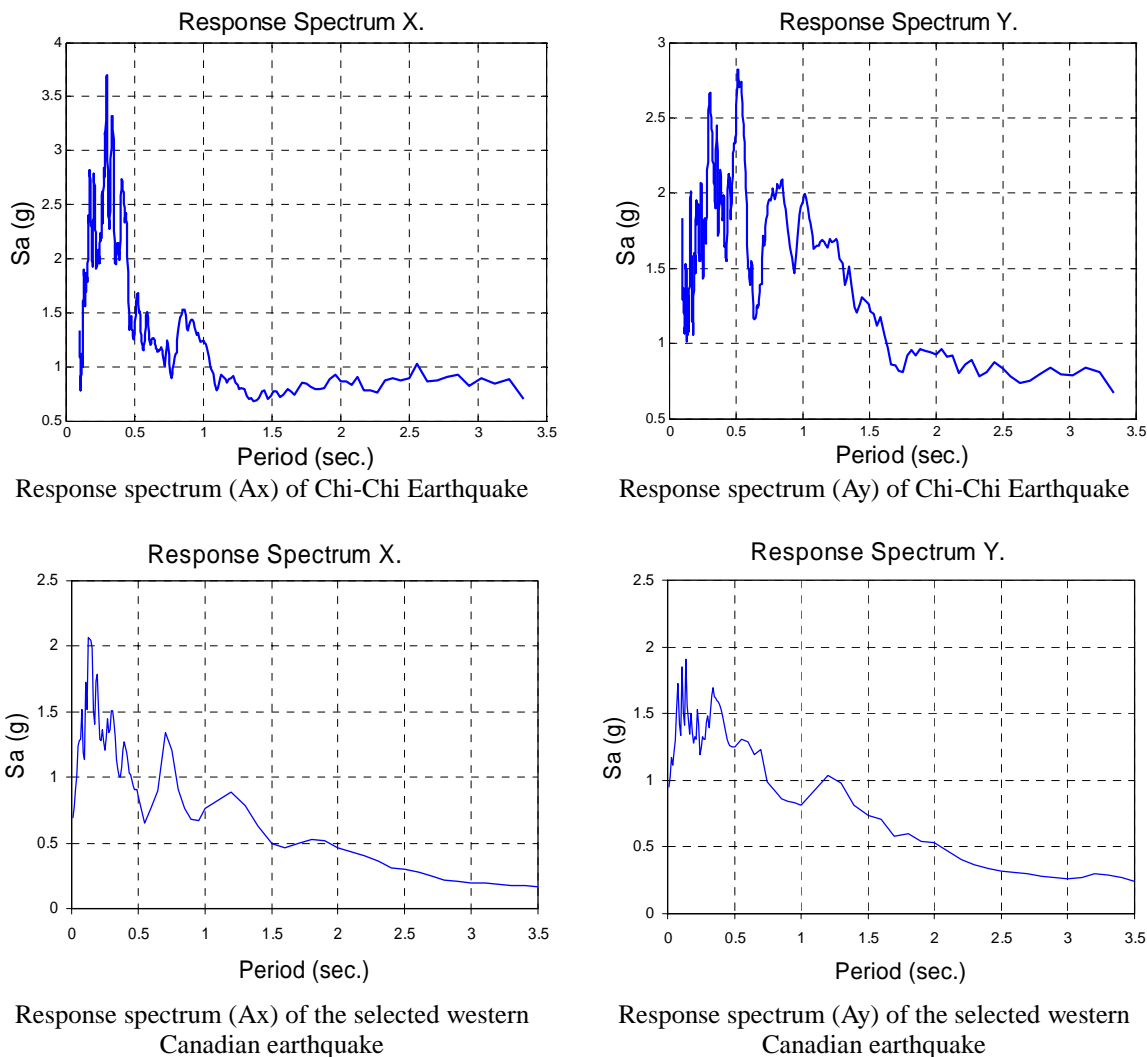 Response Spectrum X.
4
3.5
3
2.5
2
1.5
1
0.5
Sa (g)
0 0.5 1 1.5 2 2.5 3 3.5
Period (sec.)
Response spectrum (Ax) of Chi-Chi Earthquake
Response Spectrum Y.
3
2.5
2
1.5
1
0.5
Sa (g)
0 0.5 1 1.5 2 2.5 3 3.5
Period (sec.)
Response spectrum (Ay) of Chi-Chi Earthquake
Response Spectrum X.
2.5
2
1.5
1
0.5
0
Sa (g)
0 0.5 1 1.5 2 2.5 3 3.5
Period (sec.)
Response spectrum (Ax) of the selected western
Canadian earthquake
Response Spectrum Y.
2.5
2
1.5
1
0.5
0
Sa (g)
0 0.5 1 1.5 2 2.5 3 3.5
Period (sec.)
Response spectrum (Ay) of the selected western
Canadian earthquake